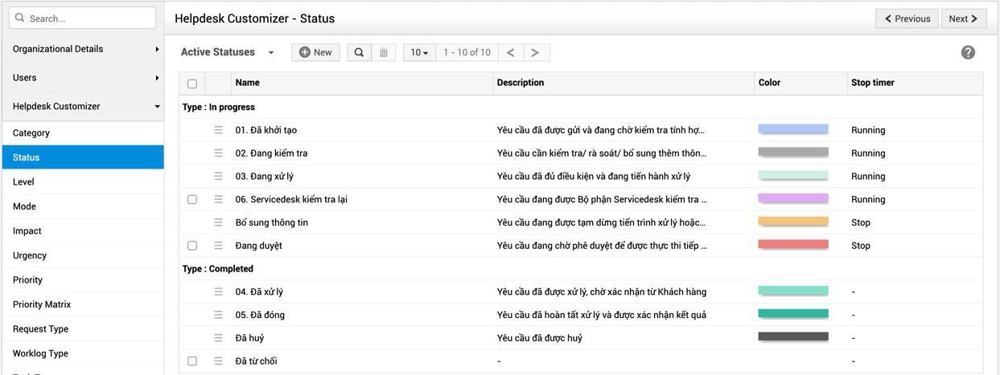 Search...
Helpdesk Customizer - Status
Previous
Next
Organizational Details
Users
Helpdesk Customizer
Category
Status
Level
Mode
Impact
Urgency
Priority
Priority Matrix
Request Type
Worklog Type
Active Statuses
New
10
1 - 10 of 10
?
Name Description Color Stop timer
Type : In progress
01. Đã khởi tạo Yêu cầu đã được gửi và đang chờ kiểm tra tính hợ... Running
02. Đang kiểm tra Yêu cầu cần kiểm tra/ rà soát/ bổ sung thêm thôn... Running
03. Đang xử lý Yêu cầu đã đủ điều kiện và đang tiến hành xử lý Running
06. Servicedesk kiểm tra lại Yêu cầu đang được Bộ phận Servicedesk kiểm tra ... Running
Bổ sung thông tin Yêu cầu đang được tạm dừng tiến trình xử lý hoặc... Stop
Đang duyệt Yêu cầu đang chờ phê duyệt để được thực thi tiếp ... Stop
Type : Completed
04. Đã xử lý Yêu cầu đã được xử lý, chờ xác nhận từ Khách hàng -
05. Đã đóng Yêu cầu đã hoàn tất xử lý và được xác nhận kết quả -
Đã huỷ Yêu cầu đã được huỷ -
Đã từ chối - -